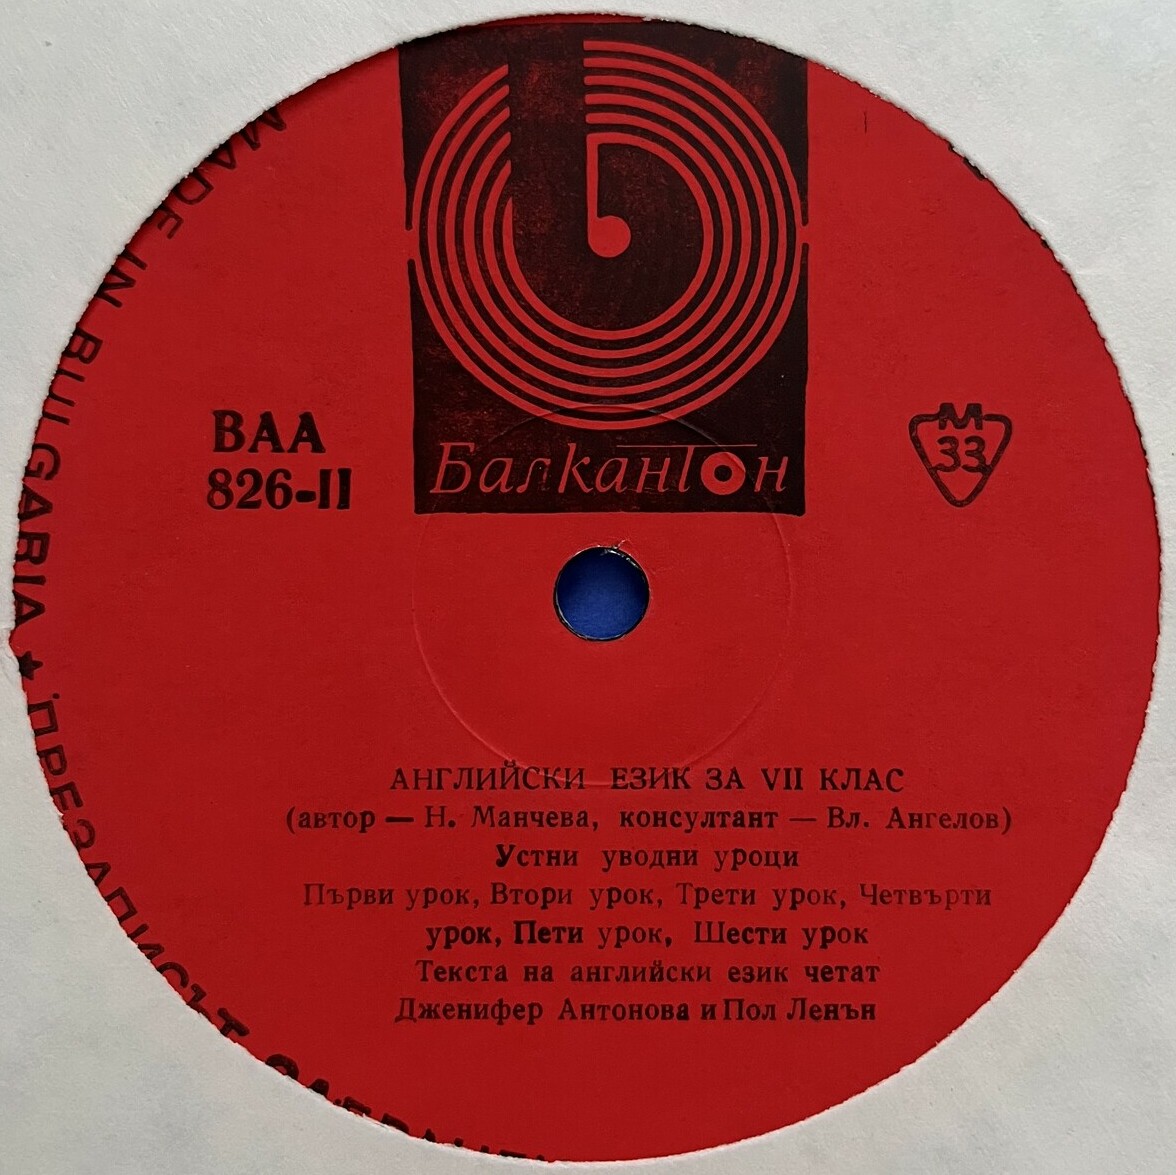 MADE IN BULGARIA ★ ПРЕЗАПИСЪТ
Балкантон
ВАА
826-II
М
33
АНГЛИЙСКИ ЕЗИК ЗА VII КЛАС
(автор — Н. Манчева, консултант — Вл. Ангелов)
Устни уводни уроци
Първи урок, Втори урок, Трети урок, Четвърти
урок, Пети урок, Шести урок
Текста на английски език четат
Дженифер Антонова и Пол Ленън